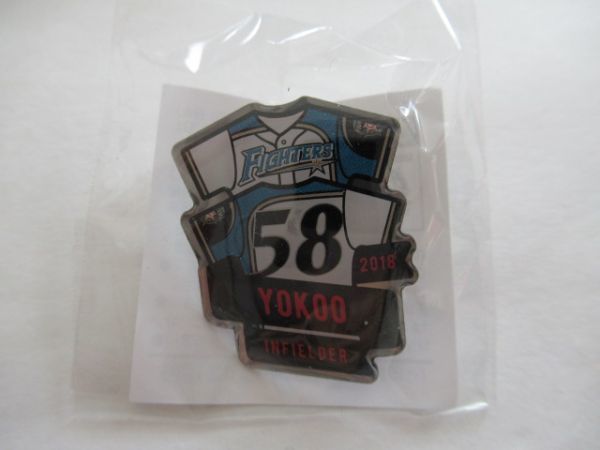 FIGHTERS
58
2018
YOKOO
INFIELDER